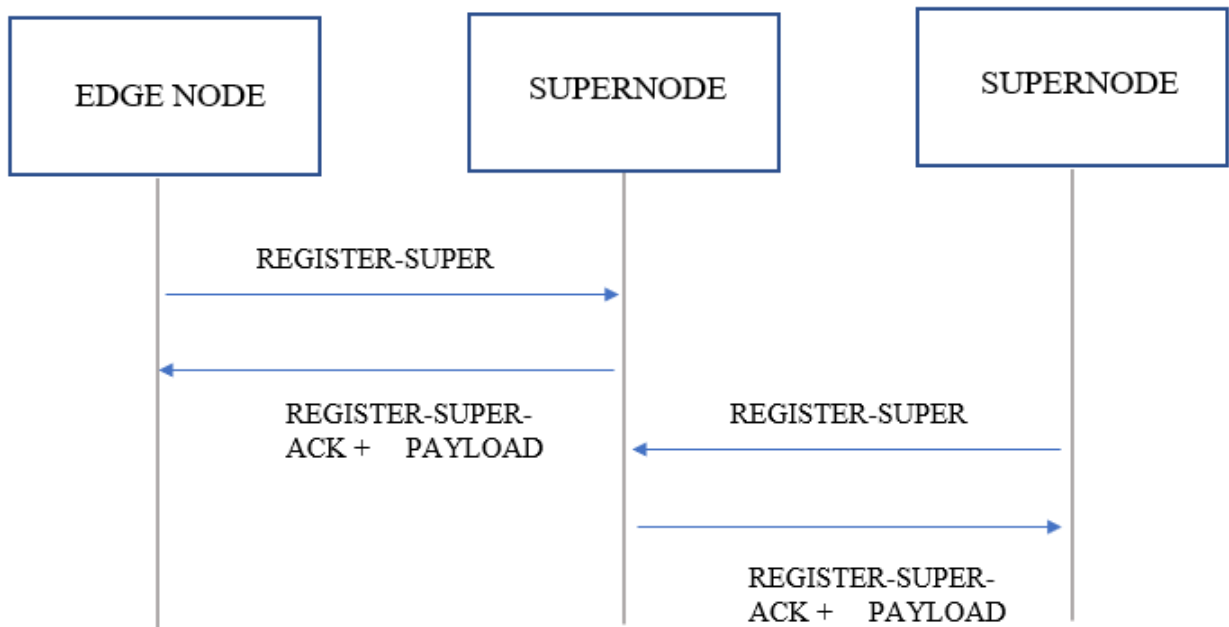 EDGE NODE
SUPERNODE
SUPERNODE
REGISTER-SUPER
REGISTER-SUPER-
ACK + PAYLOAD
REGISTER-SUPER
REGISTER-SUPER-
ACK + PAYLOAD